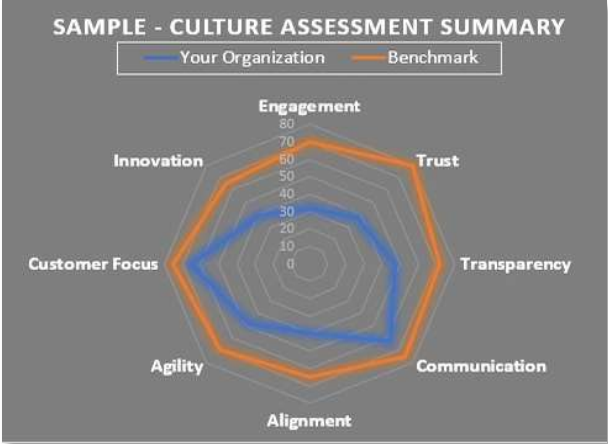 SAMPLE - CULTURE ASSESSMENT SUMMARY
Your Organization Benchmark
Engagement
80
70
60
50
40
30
20
10
0
Innovation Trust
Customer Focus Transparency
Agility Communication
Alignment